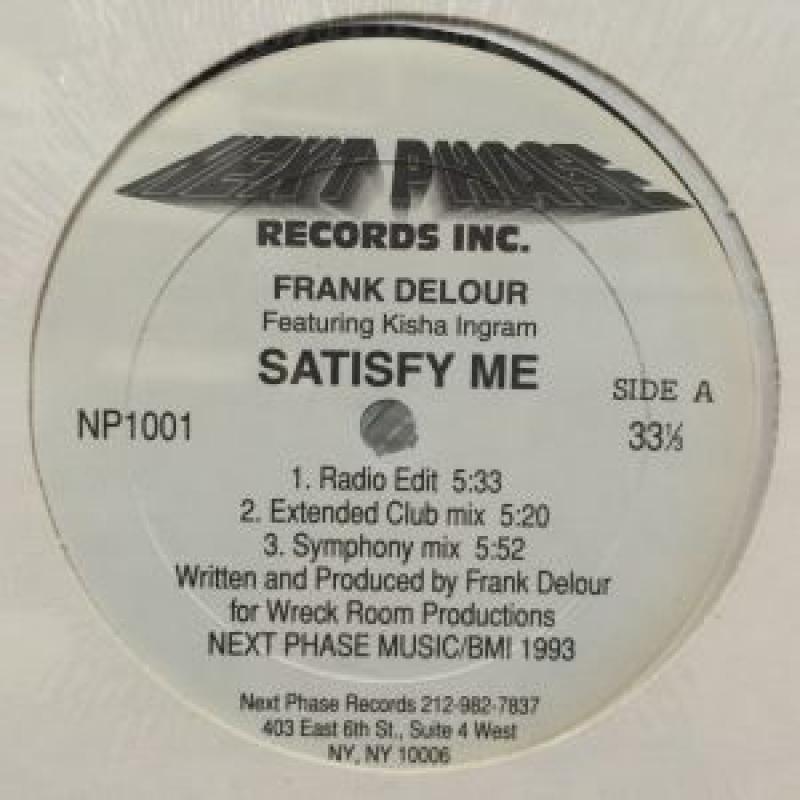 NEXT PHASE
RECORDS INC.
FRANK DELOUR
Featuring Kisha Ingram
SATISFY ME
SIDE A
NP1001
33⅓
1. Radio Edit 5:33
2. Extended Club mix 5:20
3. Symphony mix 5:52
Written and Produced by Frank Delour
for Wreck Room Productions
NEXT PHASE MUSIC/BMI 1993
Next Phase Records 212-982-7837
403 East 6th St., Suite 4 West
NY, NY 10006